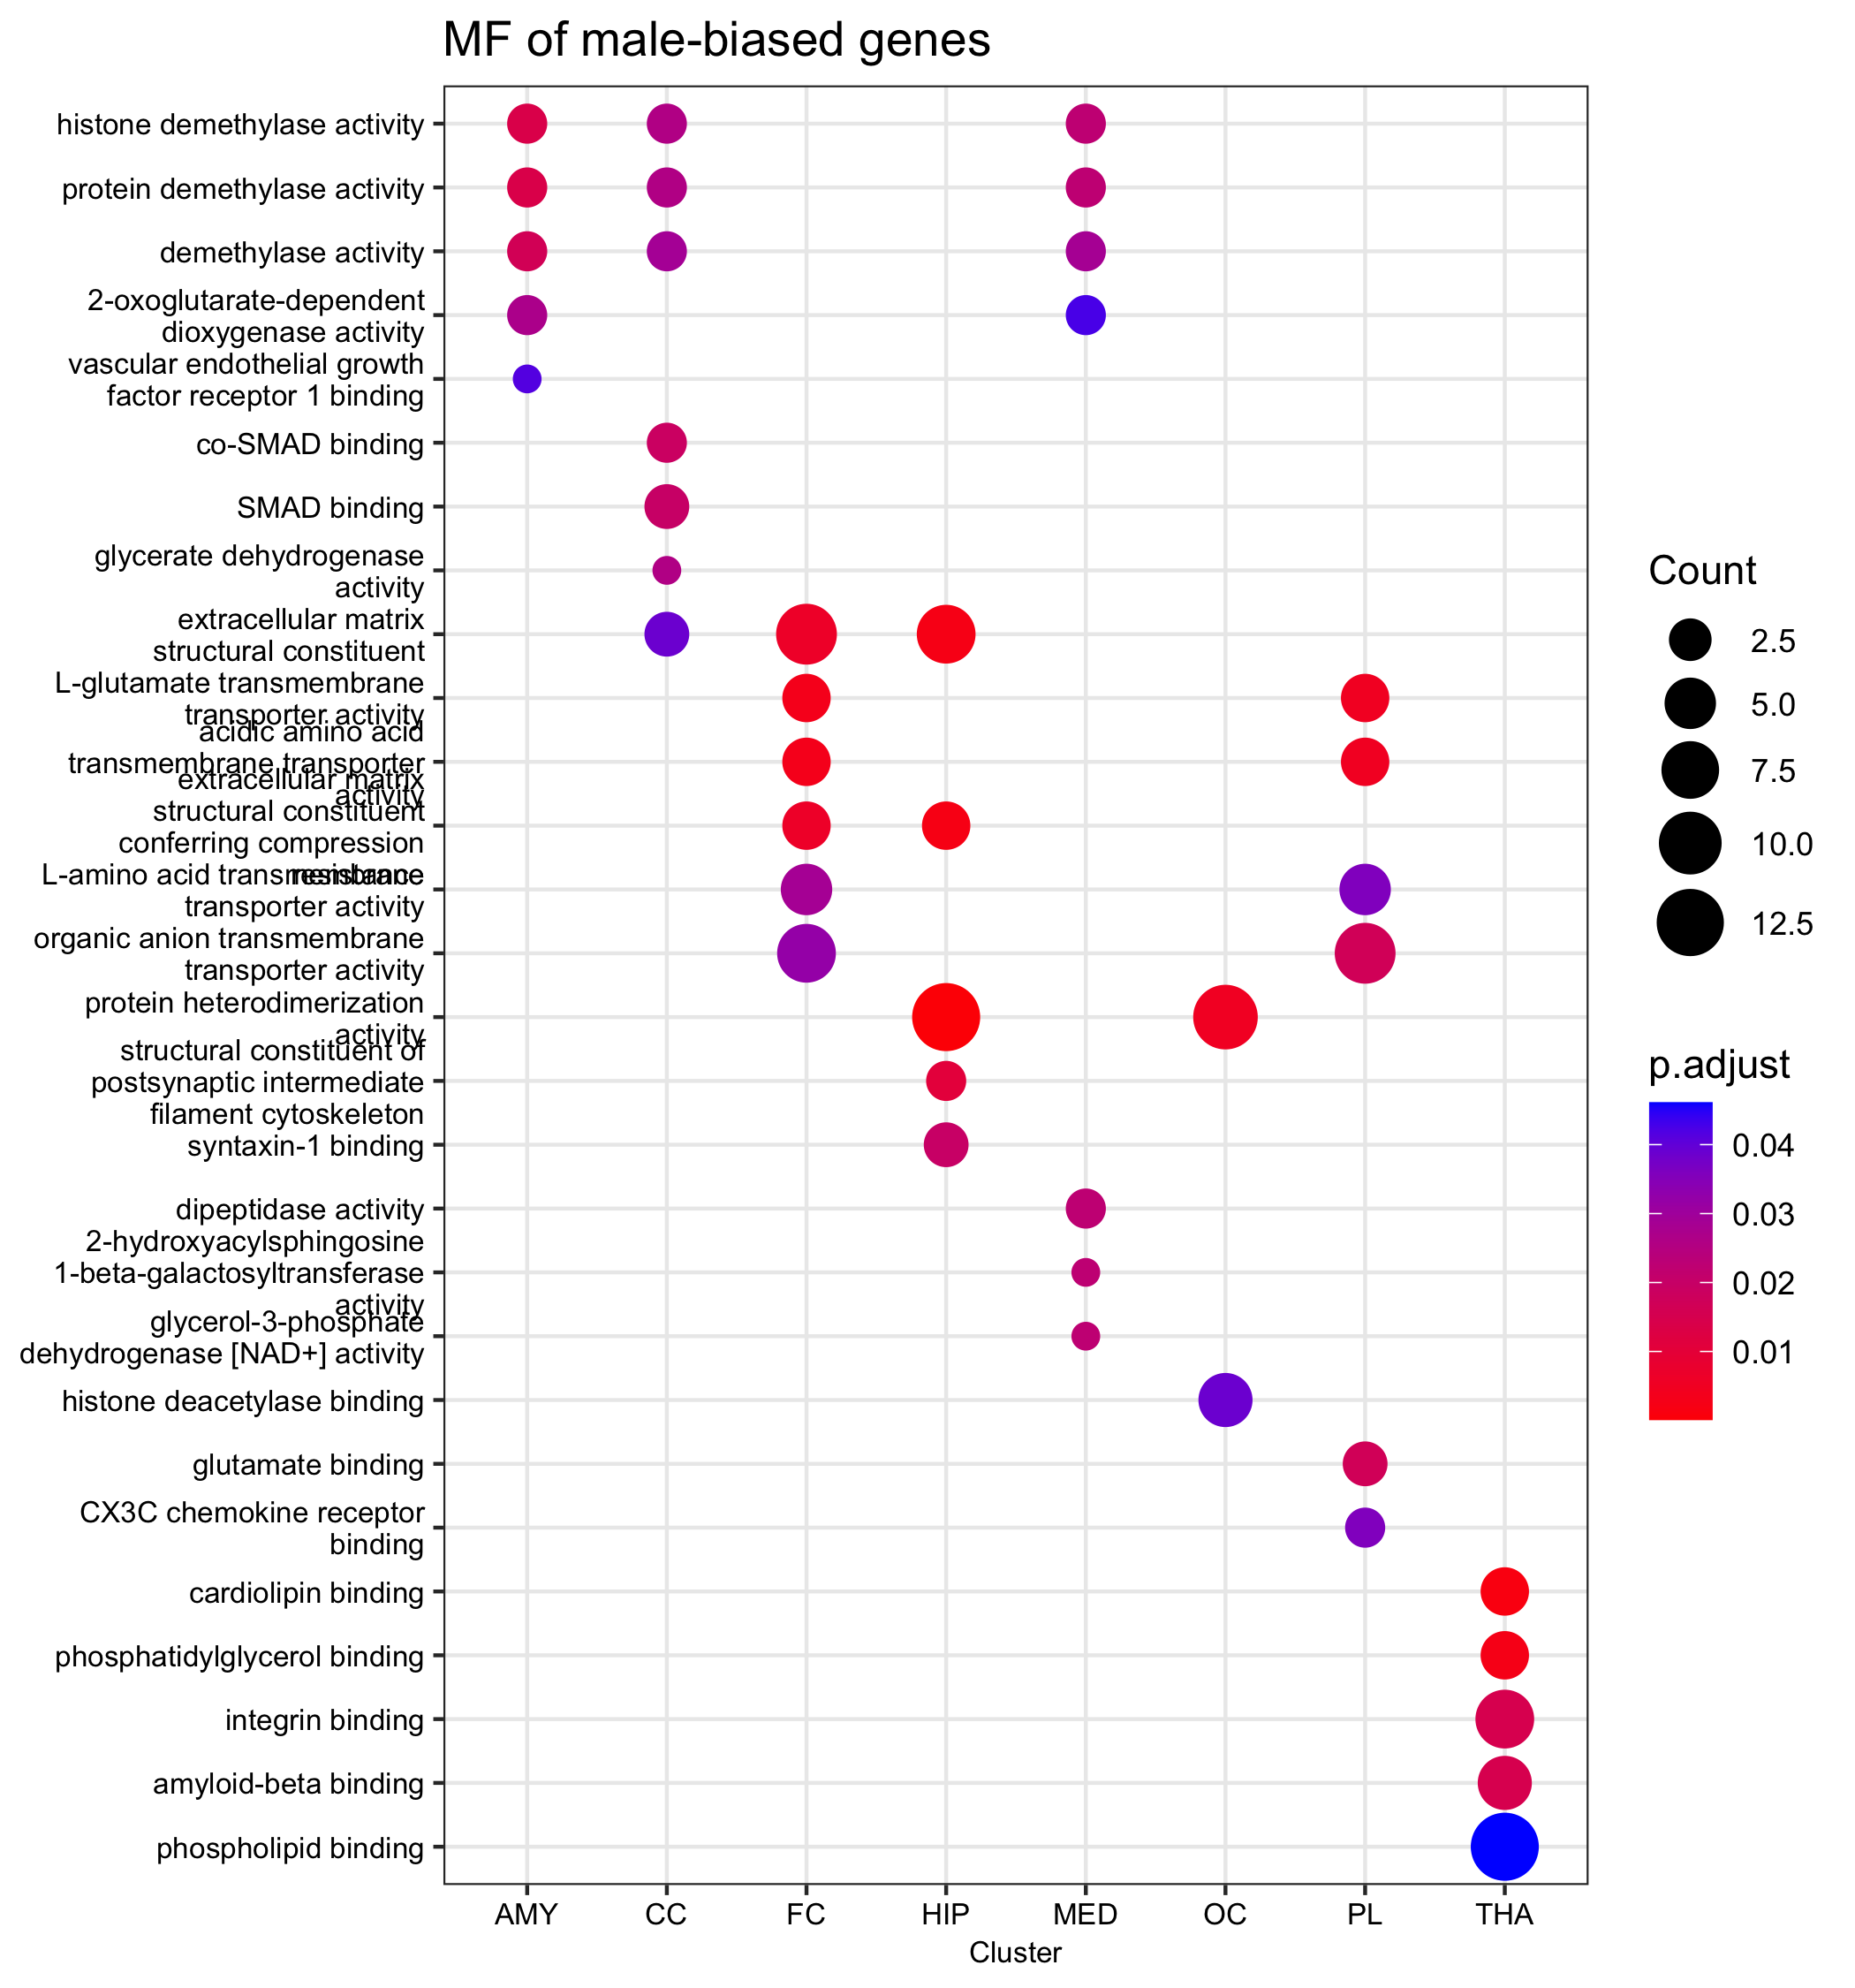 MF of male-biased genes
histone demethylase activity
protein demethylase activity
demethylase activity
2-oxoglutarate-dependent
dioxygenase activity
vascular endothelial growth
factor receptor 1 binding
co-SMAD binding
SMAD binding
glycerate dehydrogenase
activity
extracellular matrix
structural constituent
L-glutamate transmembrane
transporter activity
acidic amino acid
transmembrane transporter
activity
extracellular matrix
structural constituent
conferring compression
resistance
L-amino acid transmembrane
transporter activity
organic anion transmembrane
transporter activity
protein heterodimerization
activity
structural constituent of
postsynaptic intermediate
filament cytoskeleton
syntaxin-1 binding
dipeptidase activity
2-hydroxyacylsphingosine
1-beta-galactosyltransferase
activity
glycerol-3-phosphate
dehydrogenase [NAD+] activity
histone deacetylase binding
glutamate binding
CX3C chemokine receptor
binding
cardiolipin binding
phosphatidylglycerol binding
integrin binding
amyloid-beta binding
phospholipid binding
AMY CC FC HIP MED OC PL THA
Cluster
Count
2.5
5.0
7.5
10.0
12.5
p.adjust
0.04
0.03
0.02
0.01